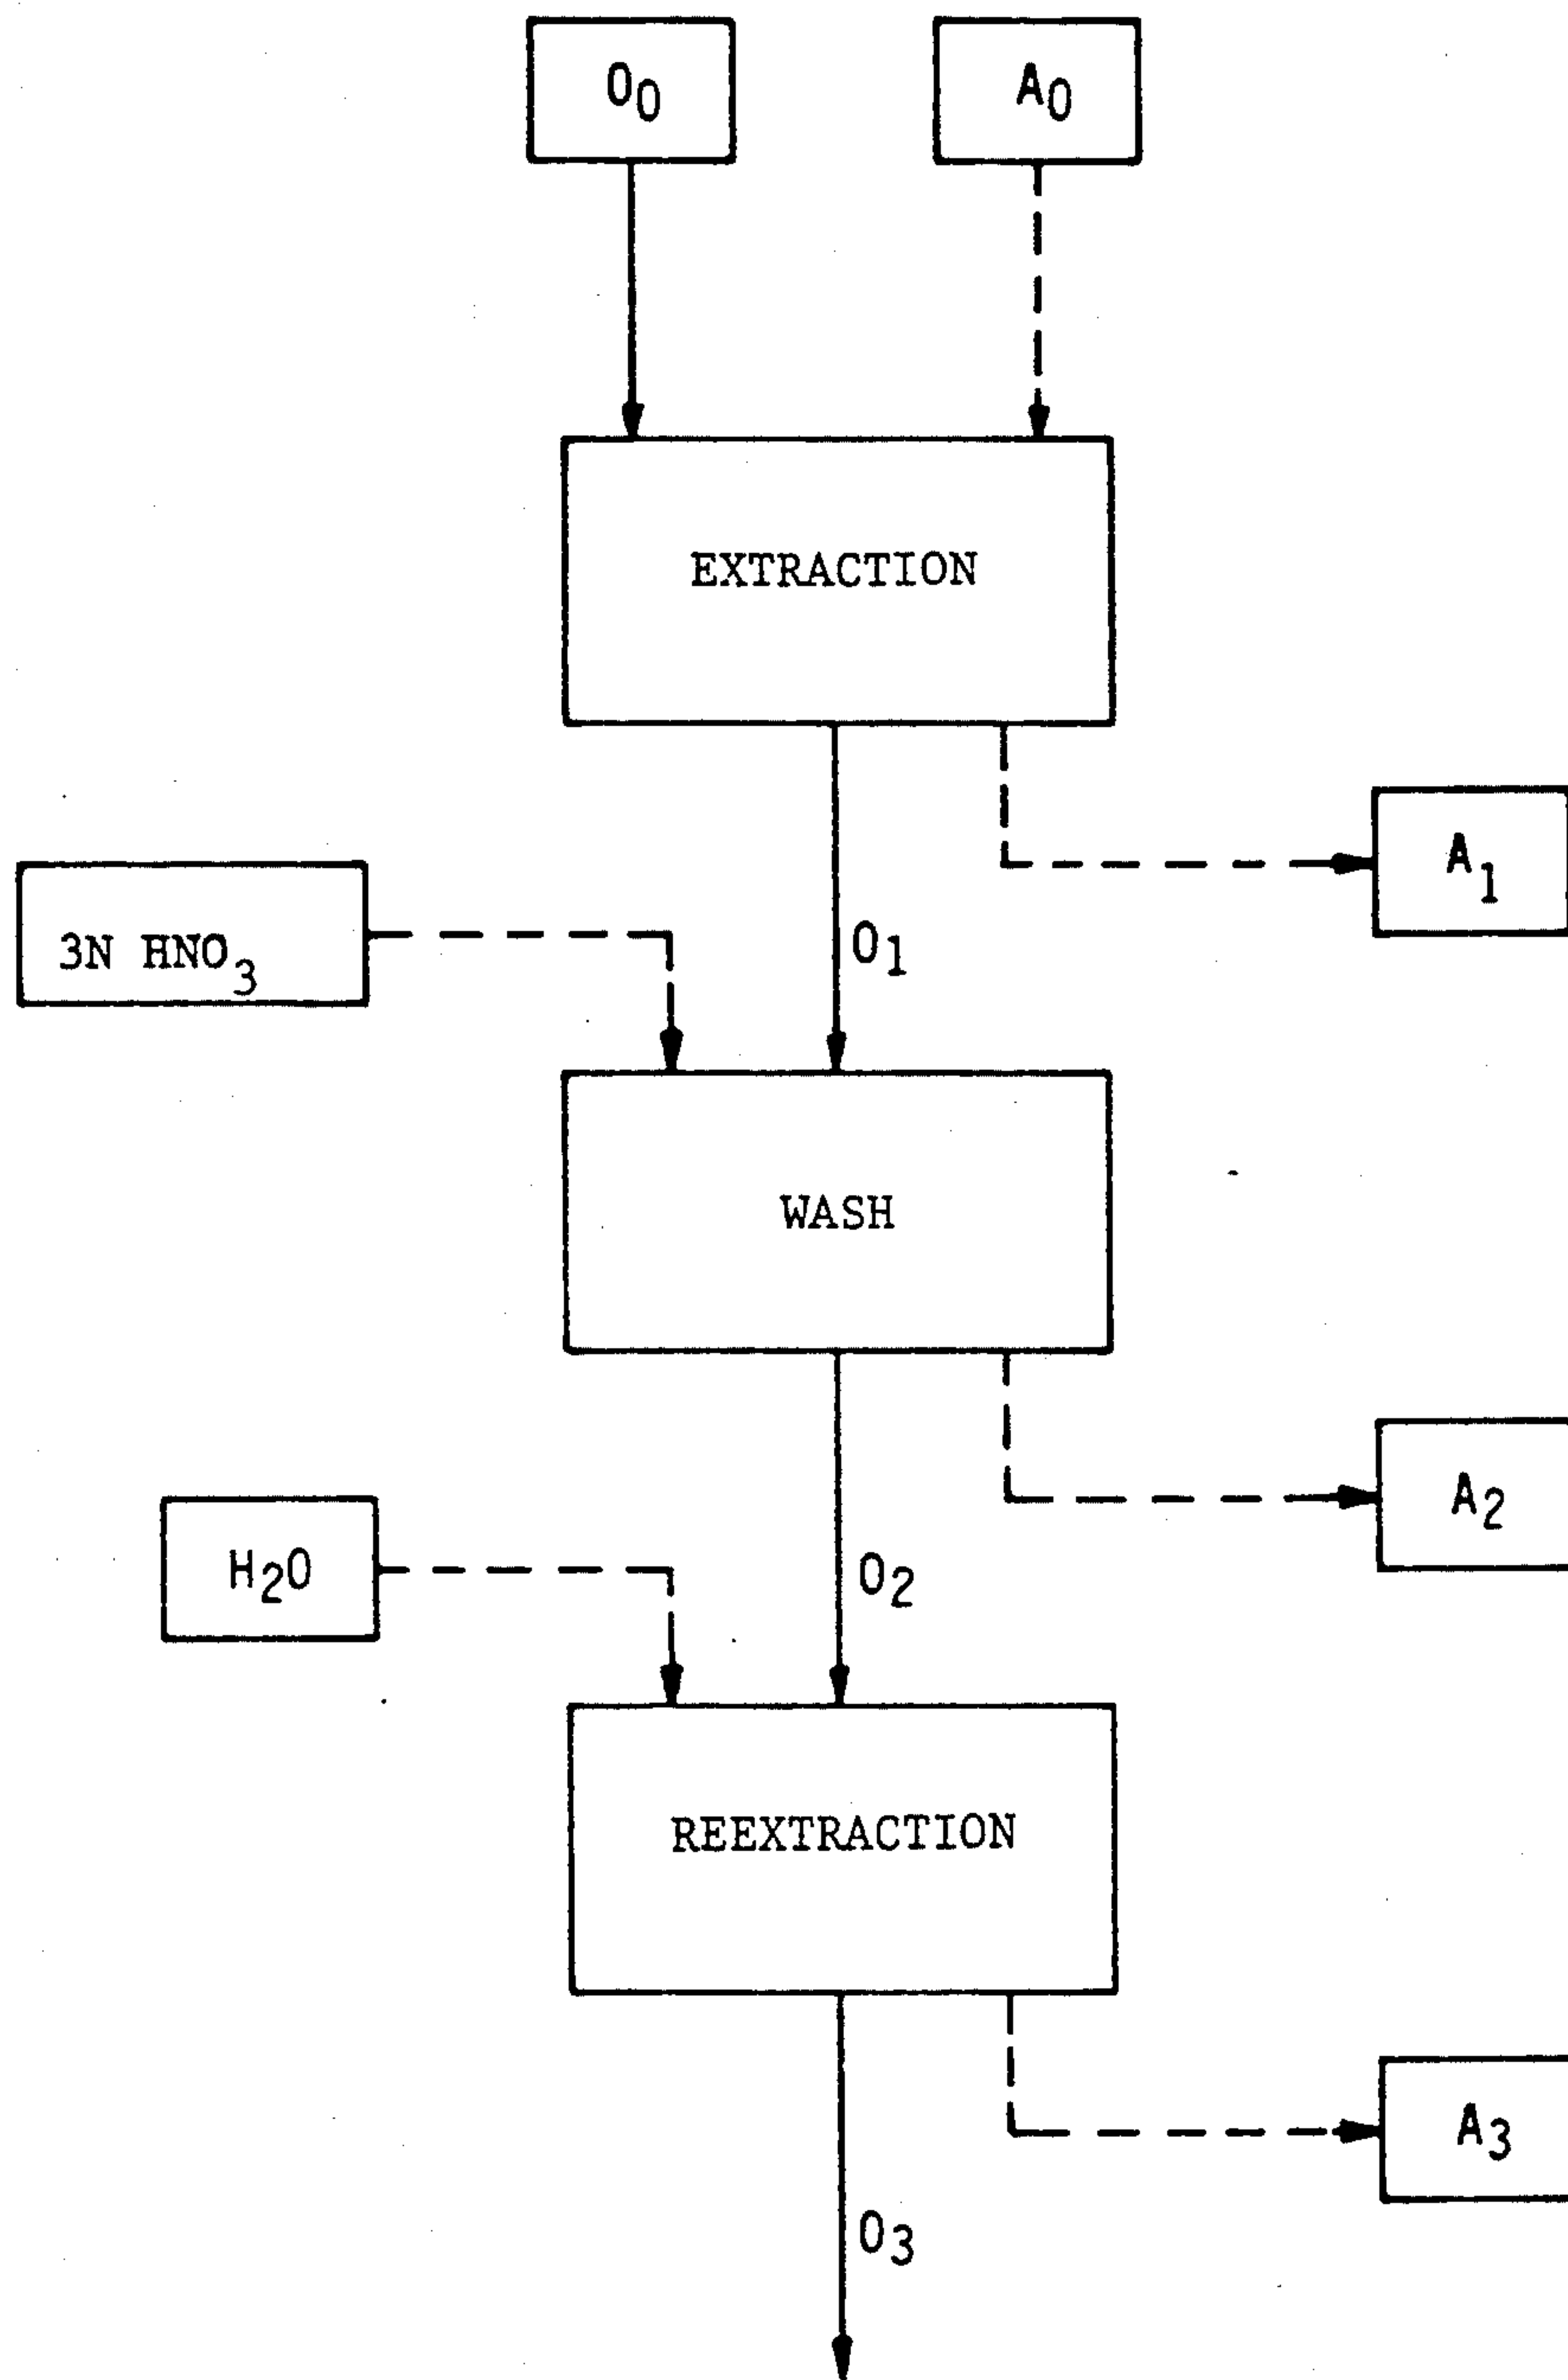 O₀
A₀
EXTRACTION
A₁
3N HNO₃
O₁
WASH
A₂
H₂O
O₂
REEXTRACTION
A₃
O₃